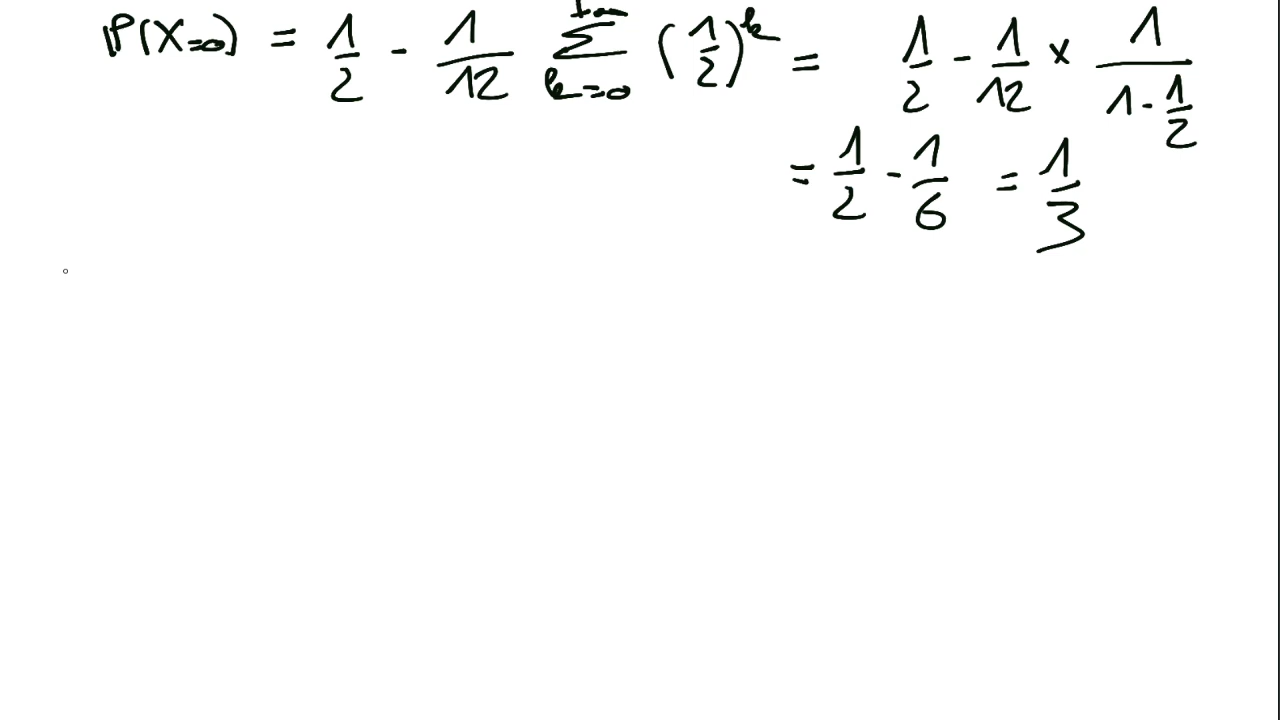 P(X=0) = 1/2 - 1/12 ∑_{k=0}^{+∞} (1/2)^k = 1/2 - 1/12 × 1/(1 - 1/2)
= 1/2 - 1/6 = 1/3